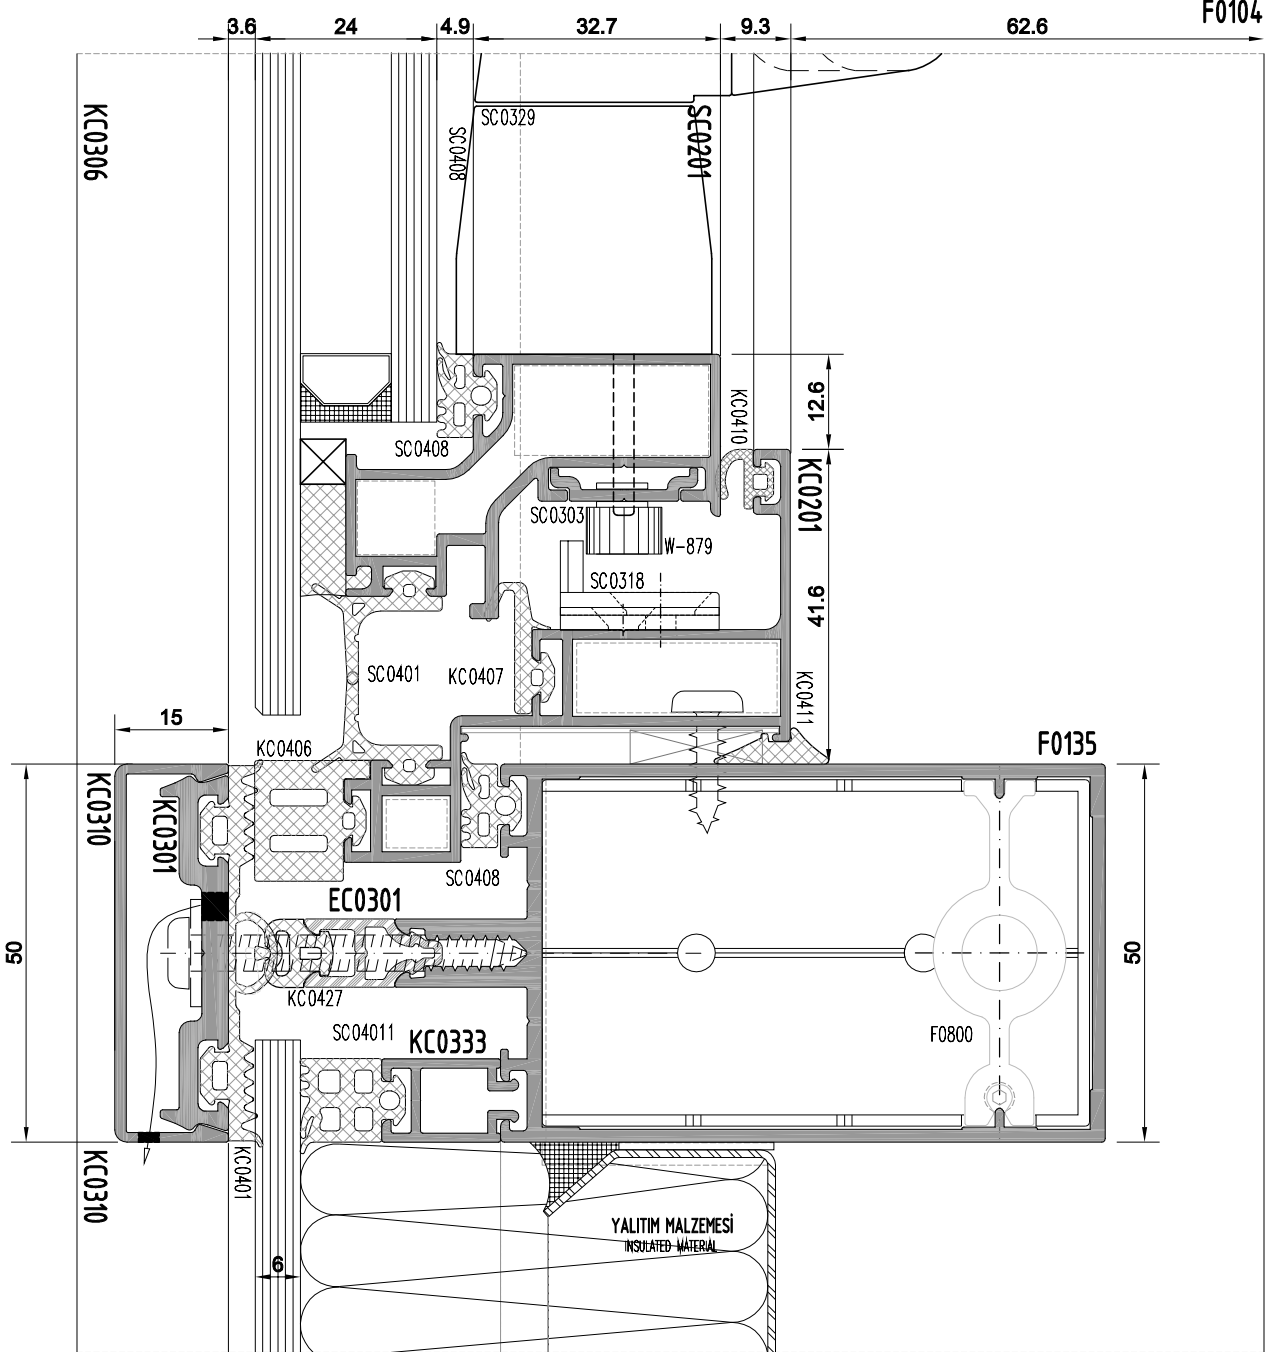 F0104
3.6 24 4.9 32.7 9.3 62.6
KC0306
SC0408
SC0329
SC0201
12.6
KC0410
SC0408
KC0201
SC0303
W-879
SC0318
41.6
SC0401
KC0407
KC0411
15
KC0406
F0135
KC0310
KC0301
SC0408
EC0301
50
50
KC0427
SC04011
KC0333
F0800
KC0401
KC0310
YALITIM MALZEMESİ
INSULATED MATERIAL
6